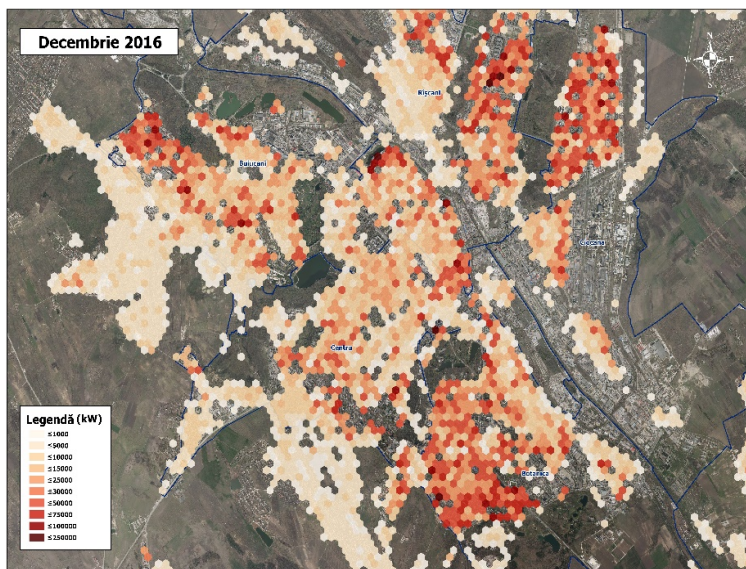 Decembrie 2016
N
V
E
S
Rîșcani
Buiucani
Ciocana
Centru
Botanica
Legendă (kW)
≤1000
≤5000
≤10000
≤15000
≤25000
≤30000
≤50000
≤75000
≤100000
≤250000